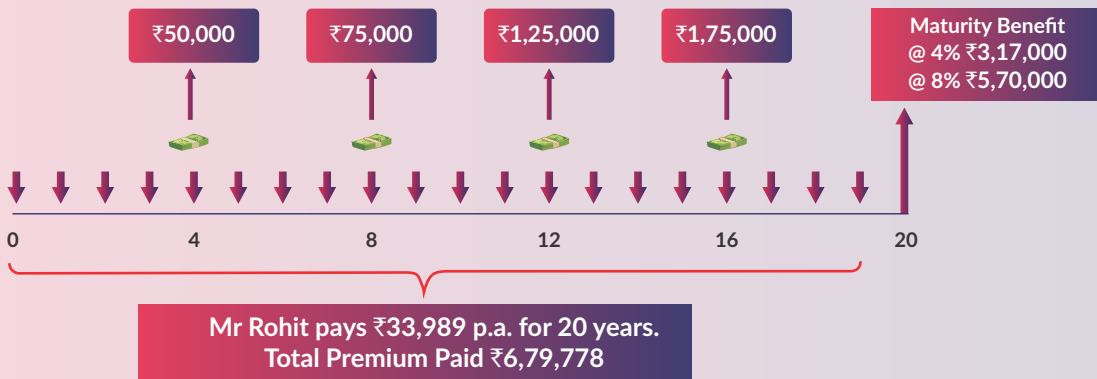 ₹50,000
₹75,000
₹1,25,000
₹1,75,000
Maturity Benefit
@ 4% ₹3,17,000
@ 8% ₹5,70,000
0 4 8 12 16 20
Mr Rohit pays ₹33,989 p.a. for 20 years.
Total Premium Paid ₹6,79,778